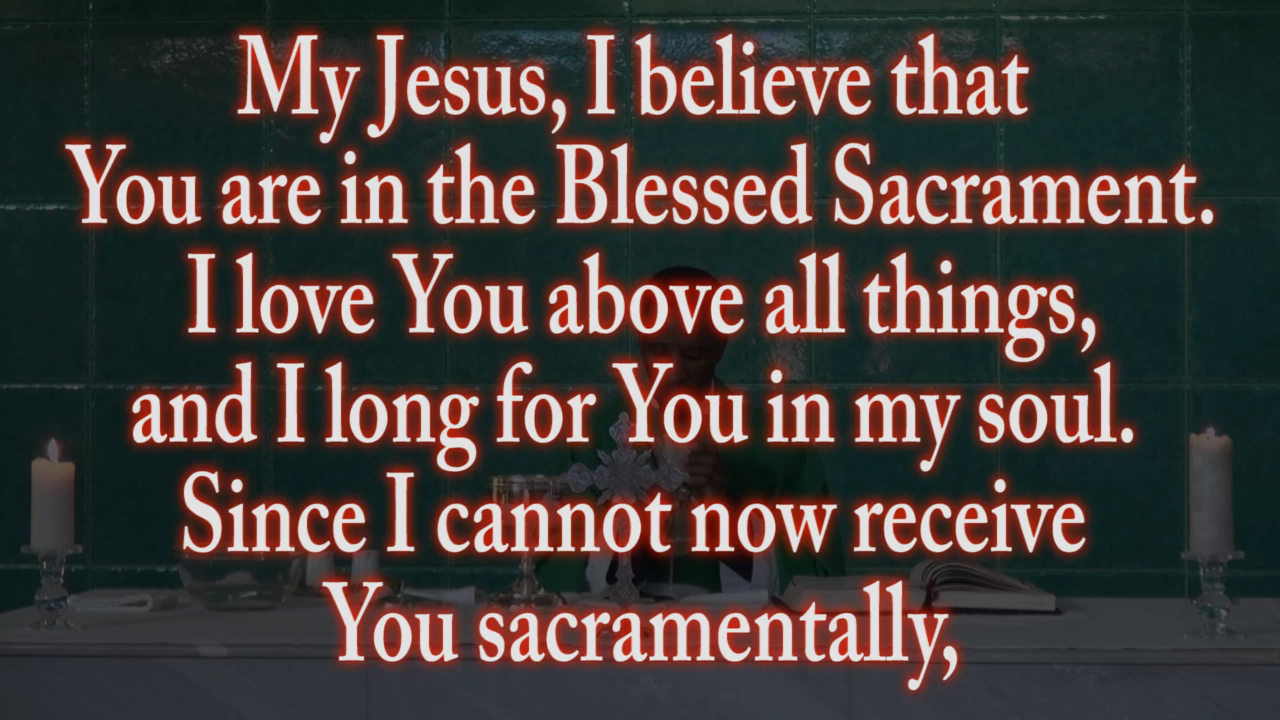 My Jesus, I believe that
You are in the Blessed Sacrament.
I love You above all things,
and I long for You in my soul.
Since I cannot now receive
You sacramentally,